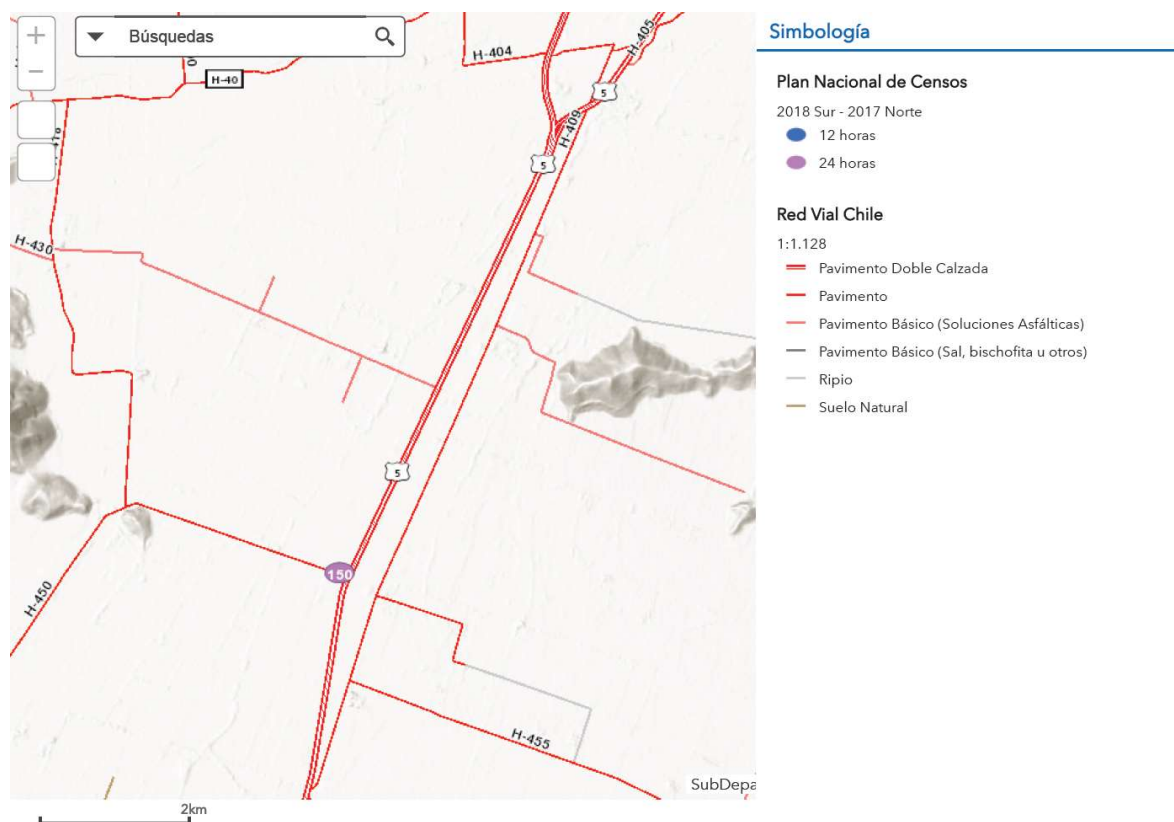 +
Búsquedas
−
H-40
H-404
H-405
5
H-409
5
H-430
5
150
H-450
H-455
SubDepa
2km
Simbología
Plan Nacional de Censos
2018 Sur - 2017 Norte
12 horas
24 horas
Red Vial Chile
1:1.128
Pavimento Doble Calzada
Pavimento
Pavimento Básico (Soluciones Asfálticas)
Pavimento Básico (Sal, bischofita u otros)
Ripio
Suelo Natural